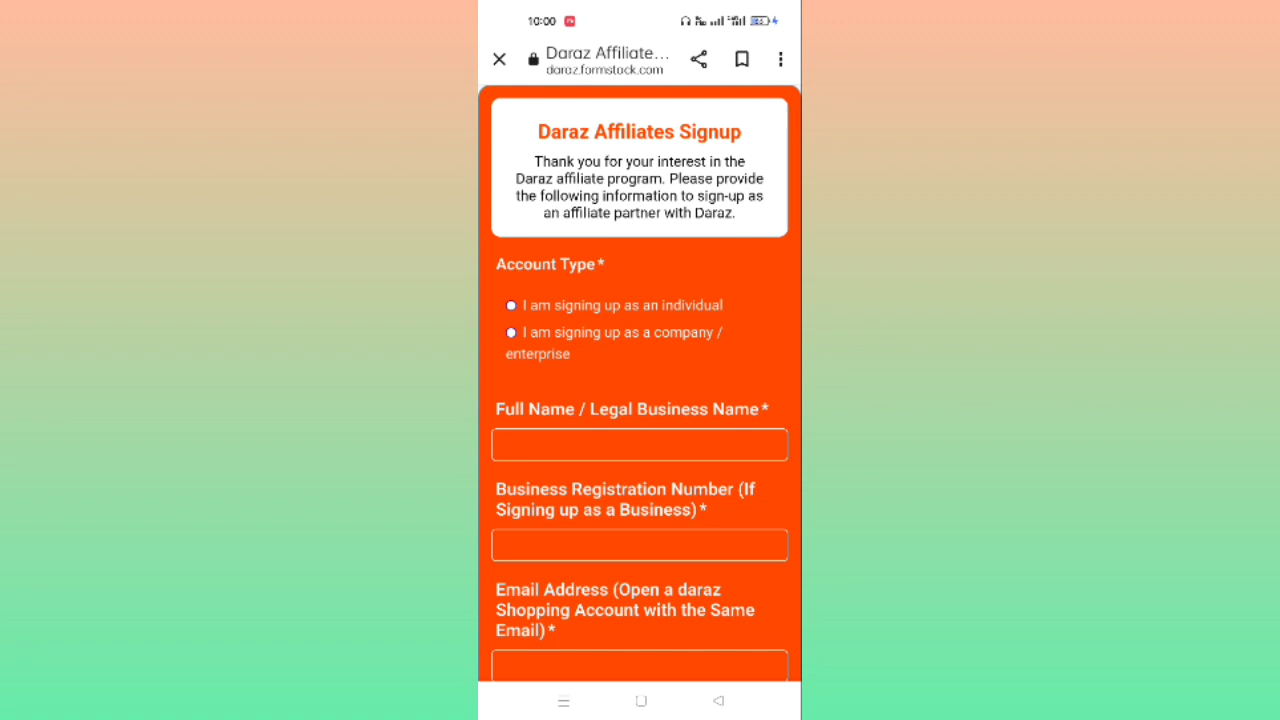 10:00
Daraz Affiliate...
daraz.formstack.com
Daraz Affiliates Signup
Thank you for your interest in the
Daraz affiliate program. Please provide
the following information to sign-up as
an affiliate partner with Daraz.
Account Type*
I am signing up as an individual
I am signing up as a company /
enterprise
Full Name / Legal Business Name*
Business Registration Number (If
Signing up as a Business)*
Email Address (Open a daraz
Shopping Account with the Same
Email)*